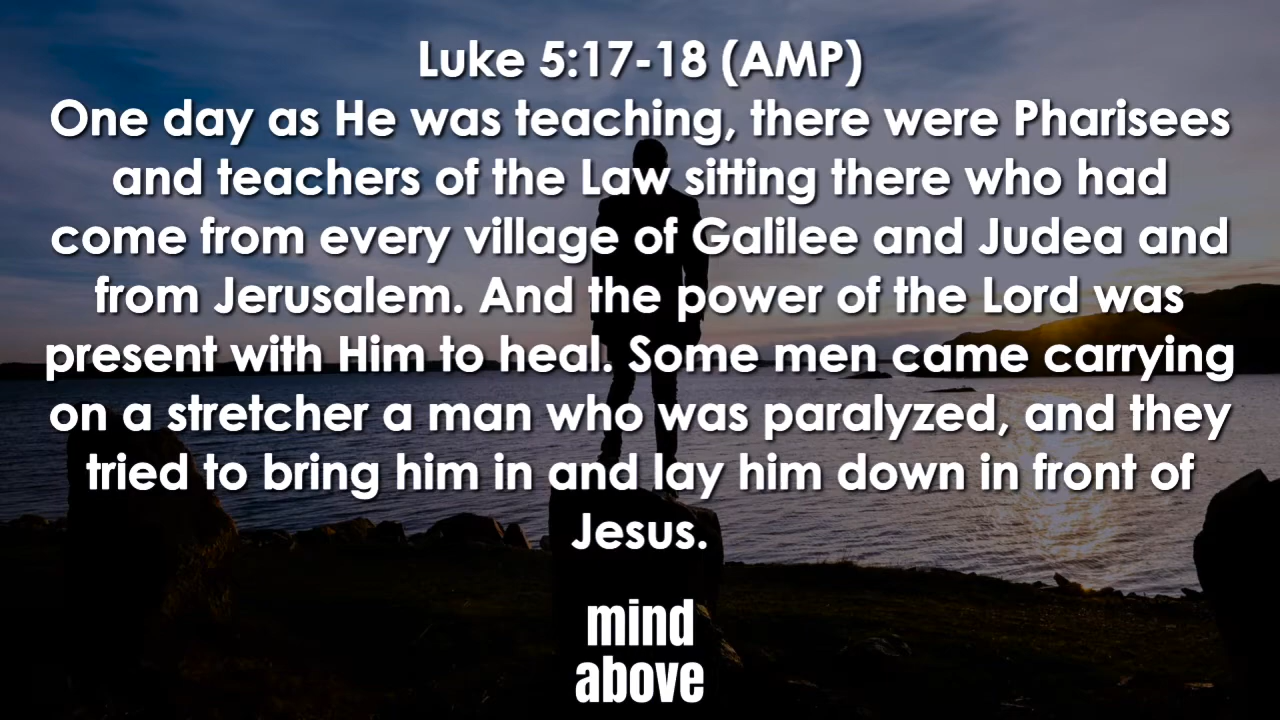 Luke 5:17-18 (AMP)
One day as He was teaching, there were Pharisees
and teachers of the Law sitting there who had
come from every village of Galilee and Judea and
from Jerusalem. And the power of the Lord was
present with Him to heal. Some men came carrying
on a stretcher a man who was paralyzed, and they
tried to bring him in and lay him down in front of
Jesus.
mind
above